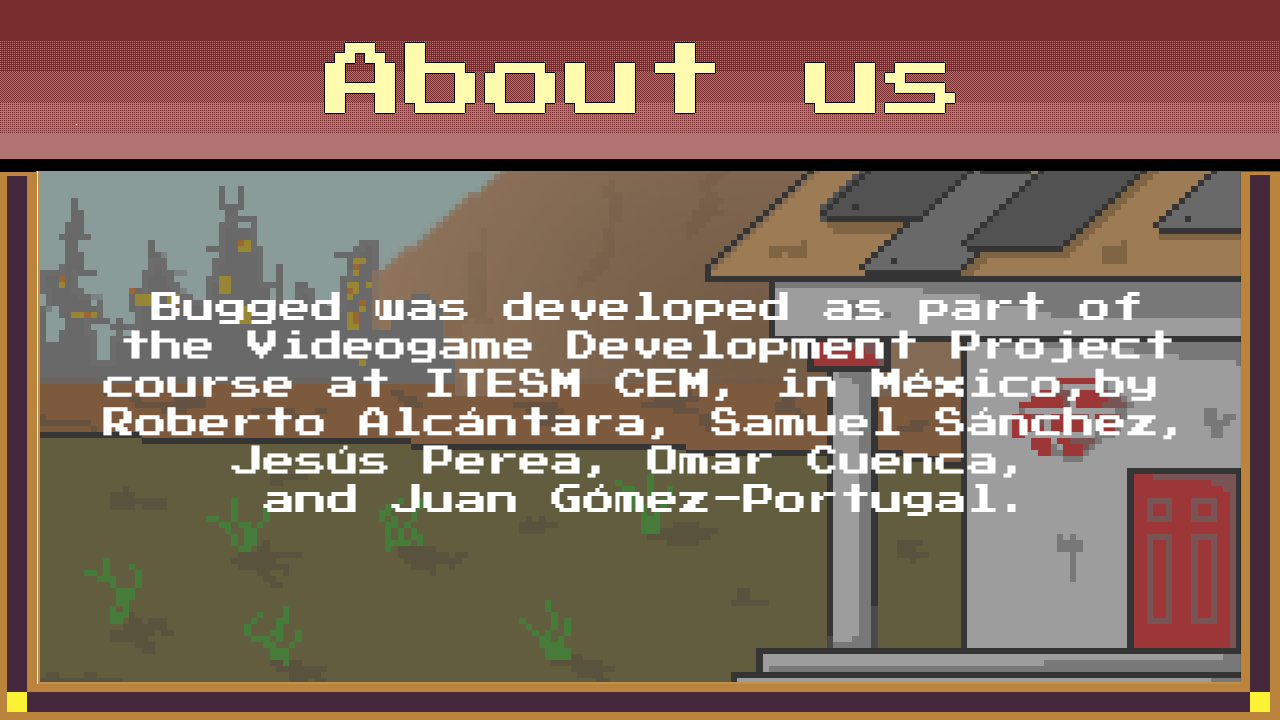 About us
Bugged was developed as part of
the Videogame Development Project
course at ITESM CEM, in México,by
Roberto Alcántara, Samuel Sánchez,
Jesús Perea, Omar Cuenca,
and Juan Gómez-Portugal.